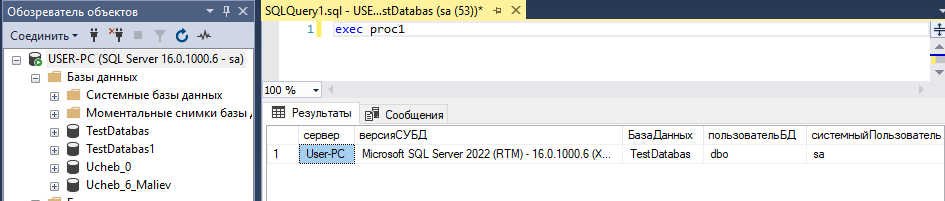 Обозреватель объектов
Соединить
USER-PC (SQL Server 16.0.1000.6 - sa)
Базы данных
Системные базы данных
Моментальные снимки базы д
TestDatabas
TestDatabas1
Ucheb_0
Ucheb_6_Maliev
SQLQuery1.sql - USE...stDatabas (sa (53))*
1 exec proc1
100 %
Результаты Сообщения
сервер версияСУБД БазаДанных пользовательБД системныйПользователь
1 User-PC Microsoft SQL Server 2022 (RTM) - 16.0.1000.6 (X... TestDatabas dbo sa